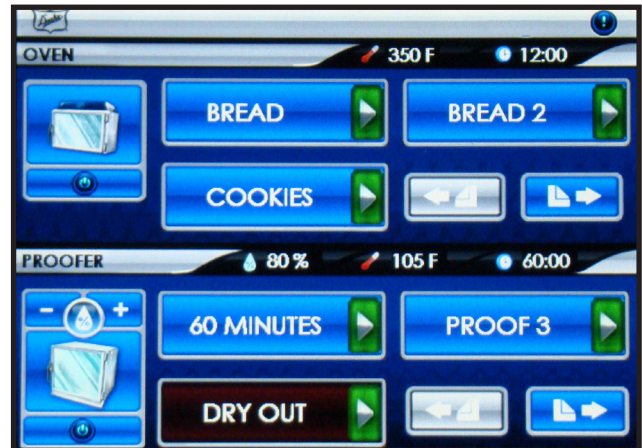 OVEN 350 F 12:00
BREAD BREAD 2
COOKIES
PROOFER 80 % 105 F 60:00
- % +
60 MINUTES PROOF 3
DRY OUT